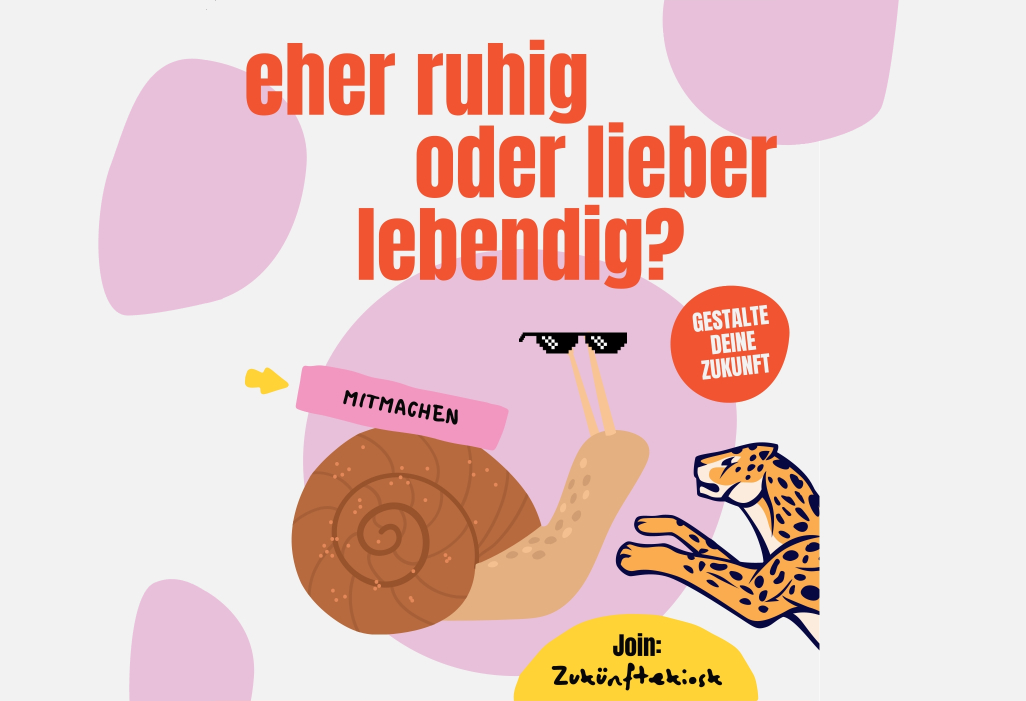 eher ruhig
oder lieber
lebendig?
GESTALTE
DEINE
ZUKUNFT
MITMACHEN
Join:
Zukünftekiosk